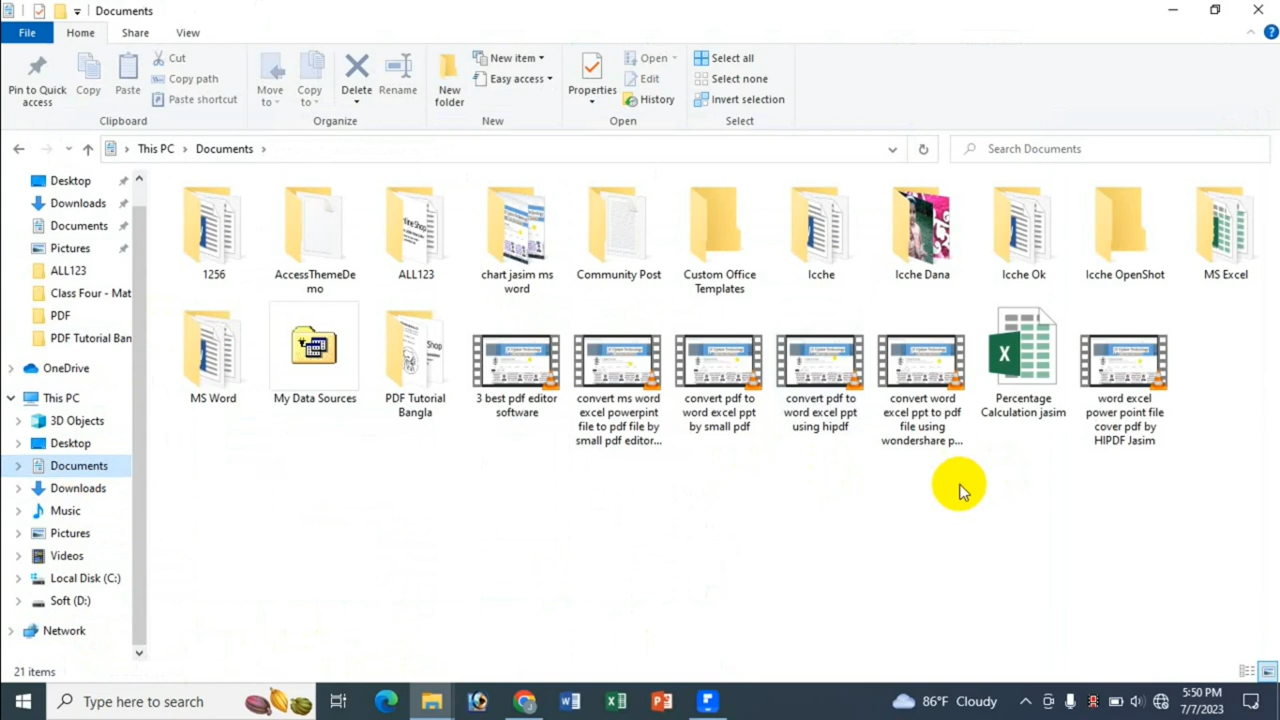 Documents
File Home Share View
Pin to Quick access
Copy
Paste
Cut
Copy path
Paste shortcut
Clipboard
Move to
Copy to
Delete
Rename
Organize
New folder
New item
Easy access
New
Properties
Open
Edit
History
Open
Select all
Select none
Invert selection
Select
This PC Documents
Search Documents
Desktop
Downloads
Documents
Pictures
ALL123
Class Four - Mat
PDF
PDF Tutorial Ban
OneDrive
This PC
3D Objects
Desktop
Documents
Downloads
Music
Pictures
Videos
Local Disk (C:)
Soft (D:)
Network
1256
AccessThemeDe
mo
ALL123
chart jasim ms
word
Community Post
Custom Office
Templates
Icche
Icche Dana
Icche Ok
Icche OpenShot
MS Excel
MS Word
My Data Sources
PDF Tutorial
Bangla
3 best pdf editor
software
convert ms word
excel powerpint
file to pdf file by
small pdf editor...
convert pdf to
word excel ppt
by small pdf
convert pdf to
word excel ppt
using hipdf
convert word
excel ppt to pdf
file using
wondershare p...
Percentage
Calculation jasim
word excel
power point file
cover pdf by
HIPDF Jasim
21 items
Type here to search
86°F Cloudy
5:50 PM
7/7/2023